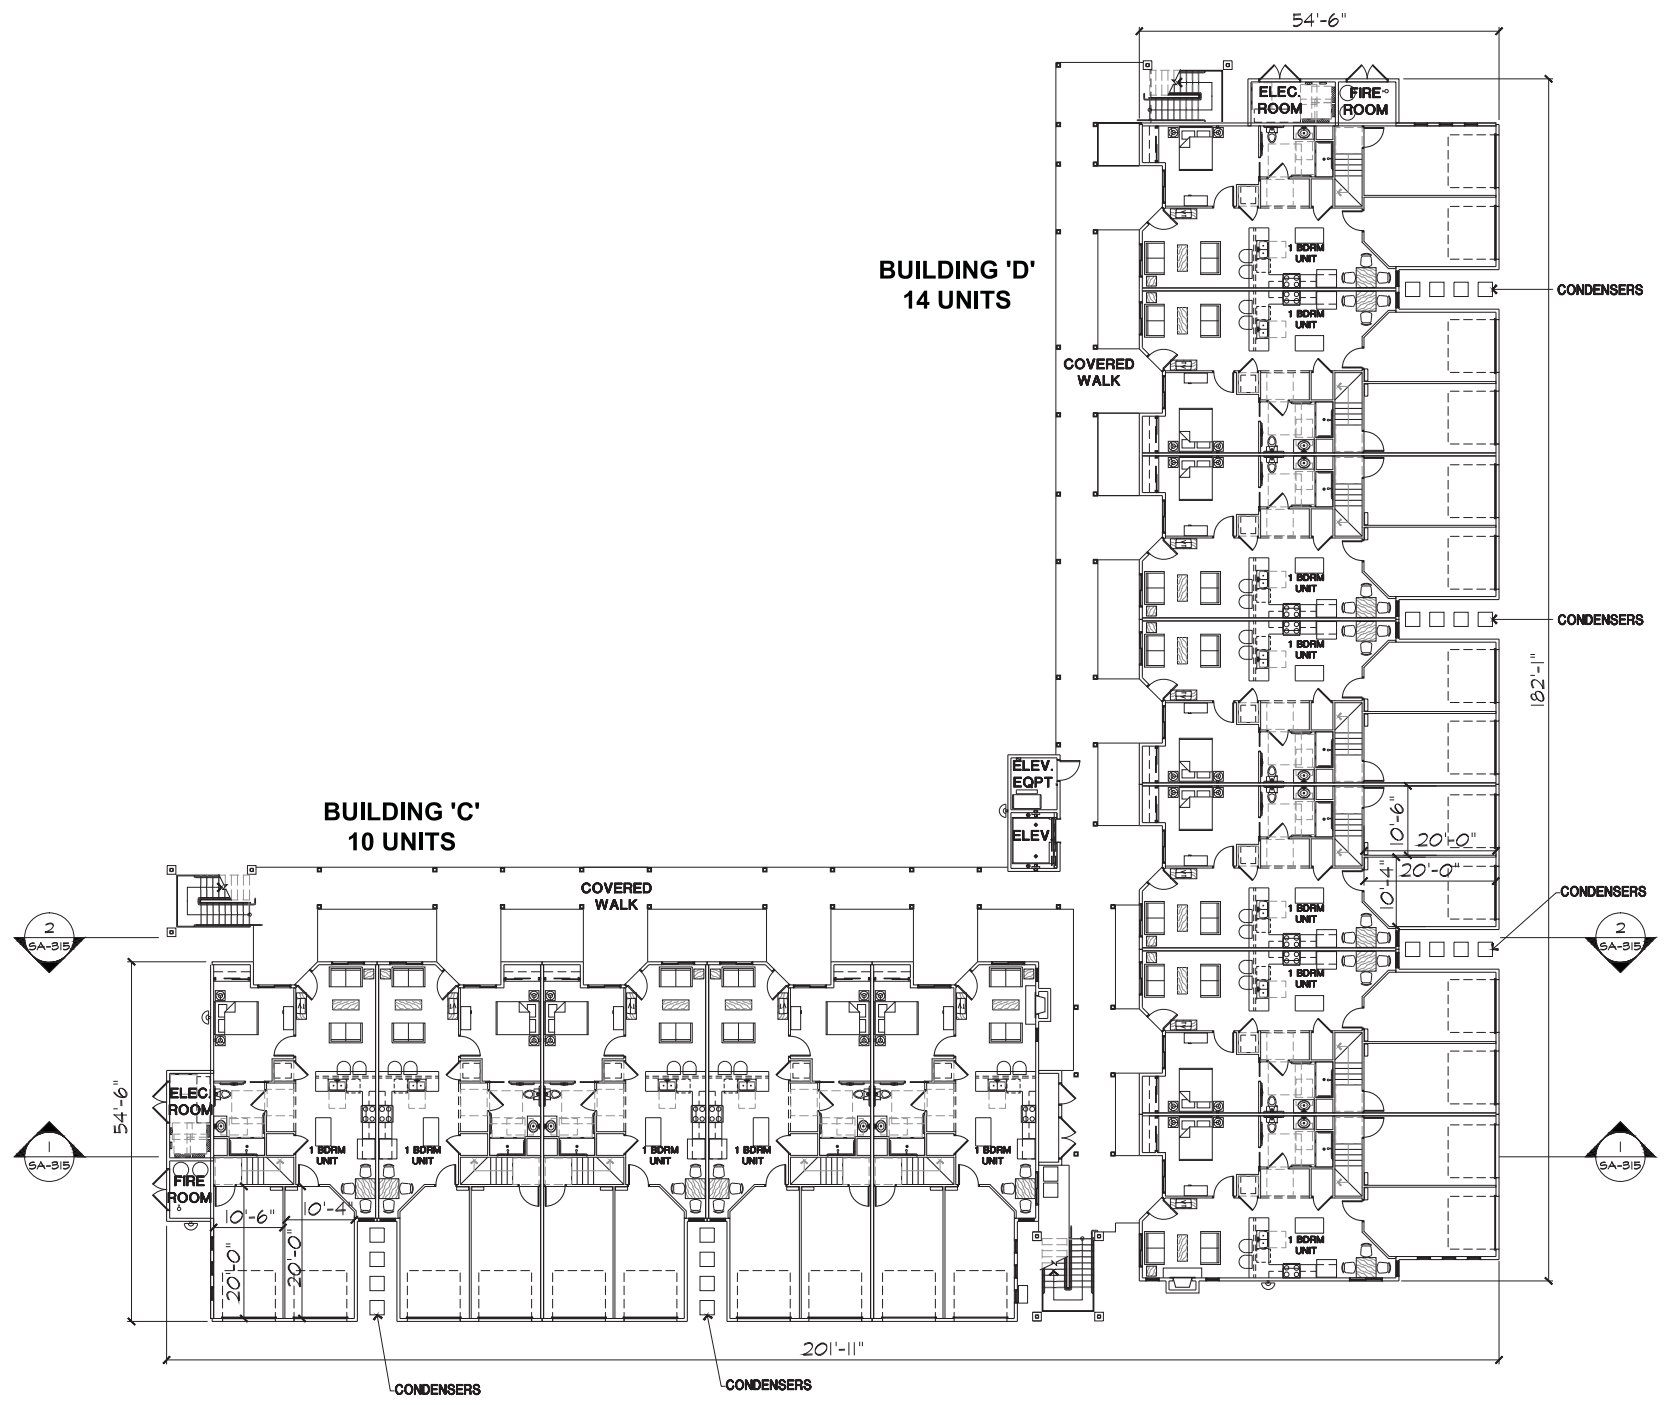 54'-6"
ELEC.
ROOM
FIRE
ROOM
BUILDING 'D'
14 UNITS
1 BDRM
UNIT
CONDENSERS
1 BDRM
UNIT
COVERED
WALK
1 BDRM
UNIT
CONDENSERS
1 BDRM
UNIT
182'-1"
ELEV.
EQPT
ELEV.
10'-6"
20'-0"
20'-0"
10'-4"
BUILDING 'C'
10 UNITS
COVERED
WALK
1 BDRM
UNIT
CONDENSERS
2
SA-315
2
SA-315
1 BDRM
UNIT
54'-6"
ELEC.
ROOM
1
SA-315
1 BDRM
UNIT
1 BDRM
UNIT
1 BDRM
UNIT
1 BDRM
UNIT
1 BDRM
UNIT
1
SA-315
FIRE
ROOM
10'-6"
10'-4"
20'-0"
20'-0"
1 BDRM
UNIT
201'-11"
CONDENSERS
CONDENSERS